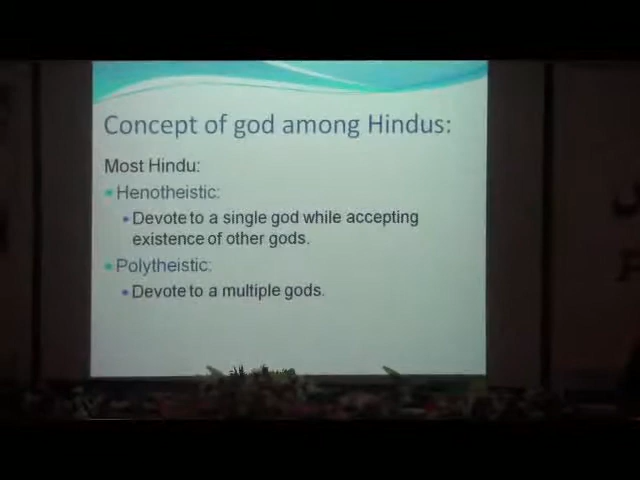 Concept of god among Hindus:
Most Hindu:
Henotheistic:
Devote to a single god while accepting
existence of other gods.
Polytheistic:
Devote to a multiple gods.